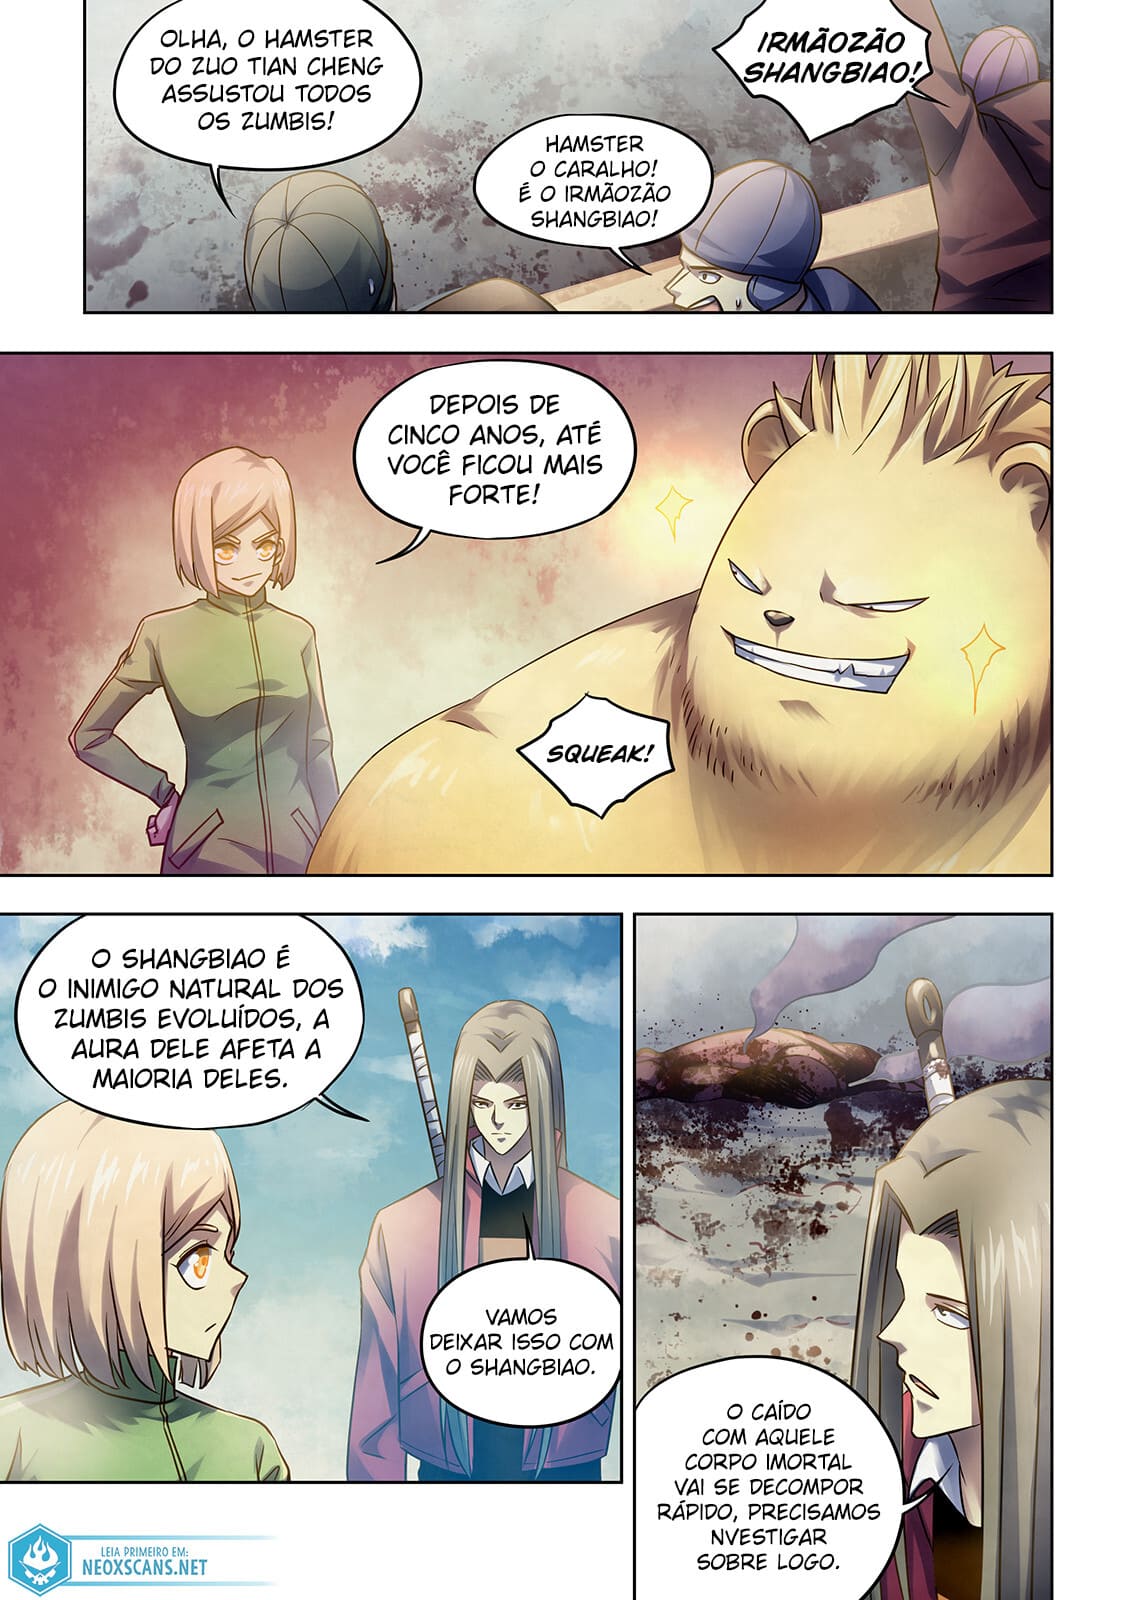 OLHA, O HAMSTER
DO ZUO TIAN CHENG
ASSUSTOU TODOS
OS ZUMBIS!
HAMSTER
O CARALHO!
É O IRMÃOZÃO
SHANGBIAO!
IRMÃOZÃO
SHANGBIAO!
DEPOIS DE
CINCO ANOS, ATÉ
VOCÊ FICOU MAIS
FORTE!
SQUEAK!
O SHANGBIAO É
O INIMIGO NATURAL DOS
ZUMBIS EVOLUÍDOS, A
AURA DELE AFETA A
MAIORIA DELES.
VAMOS
DEIXAR ISSO COM
O SHANGBIAO.
O CAÍDO
COM AQUELE
CORPO IMORTAL
VAI SE DECOMPOR
RÁPIDO, PRECISAMOS
NVESTIGAR
SOBRE LOGO.
LEIA PRIMEIRO EM:
NEOXSCANS.NET